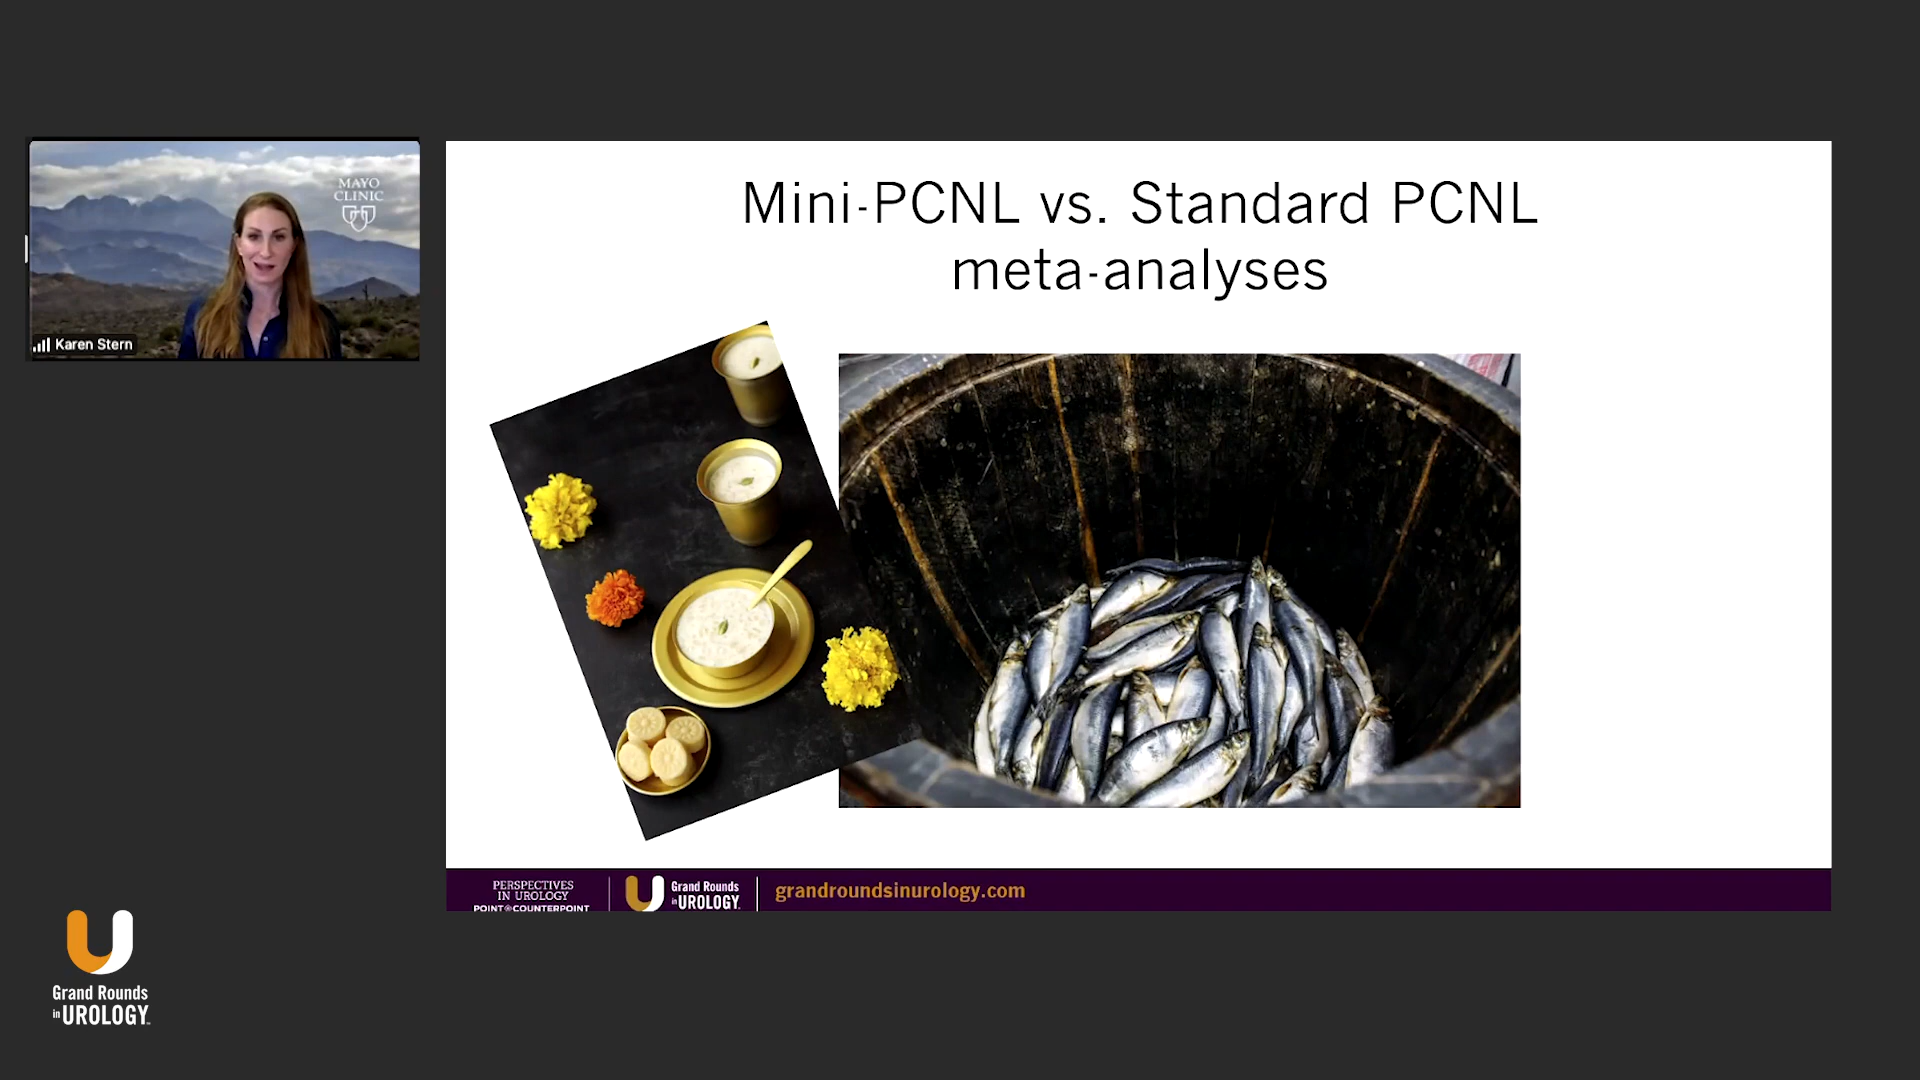 MAYO
CLINIC
Karen Stern
Mini-PCNL vs. Standard PCNL
meta-analyses
PERSPECTIVES
IN UROLOGY
POINT COUNTERPOINT
Grand Rounds
in UROLOGY
grandroundsinurology.com
Grand Rounds
in UROLOGY